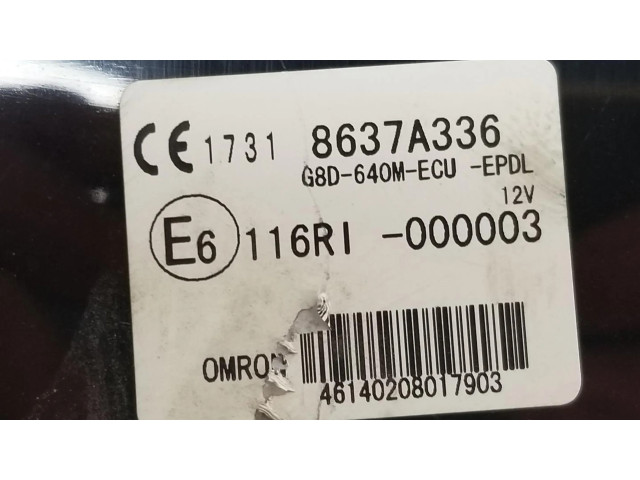 CE 1731 8637A336
G8D-640M-ECU -EPDL
12V
E6 116RI -000003
OMRON
46140208017903